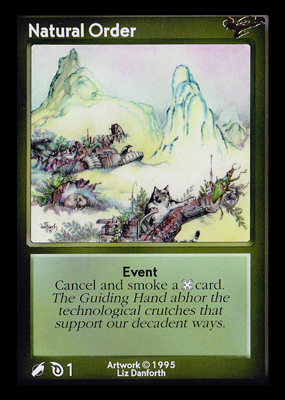 Natural Order
Event
Cancel and smoke a card.
The Guiding Hand abhor the
technological crutches that
support our decadent ways.
1
Artwork © 1995
Liz Danforth